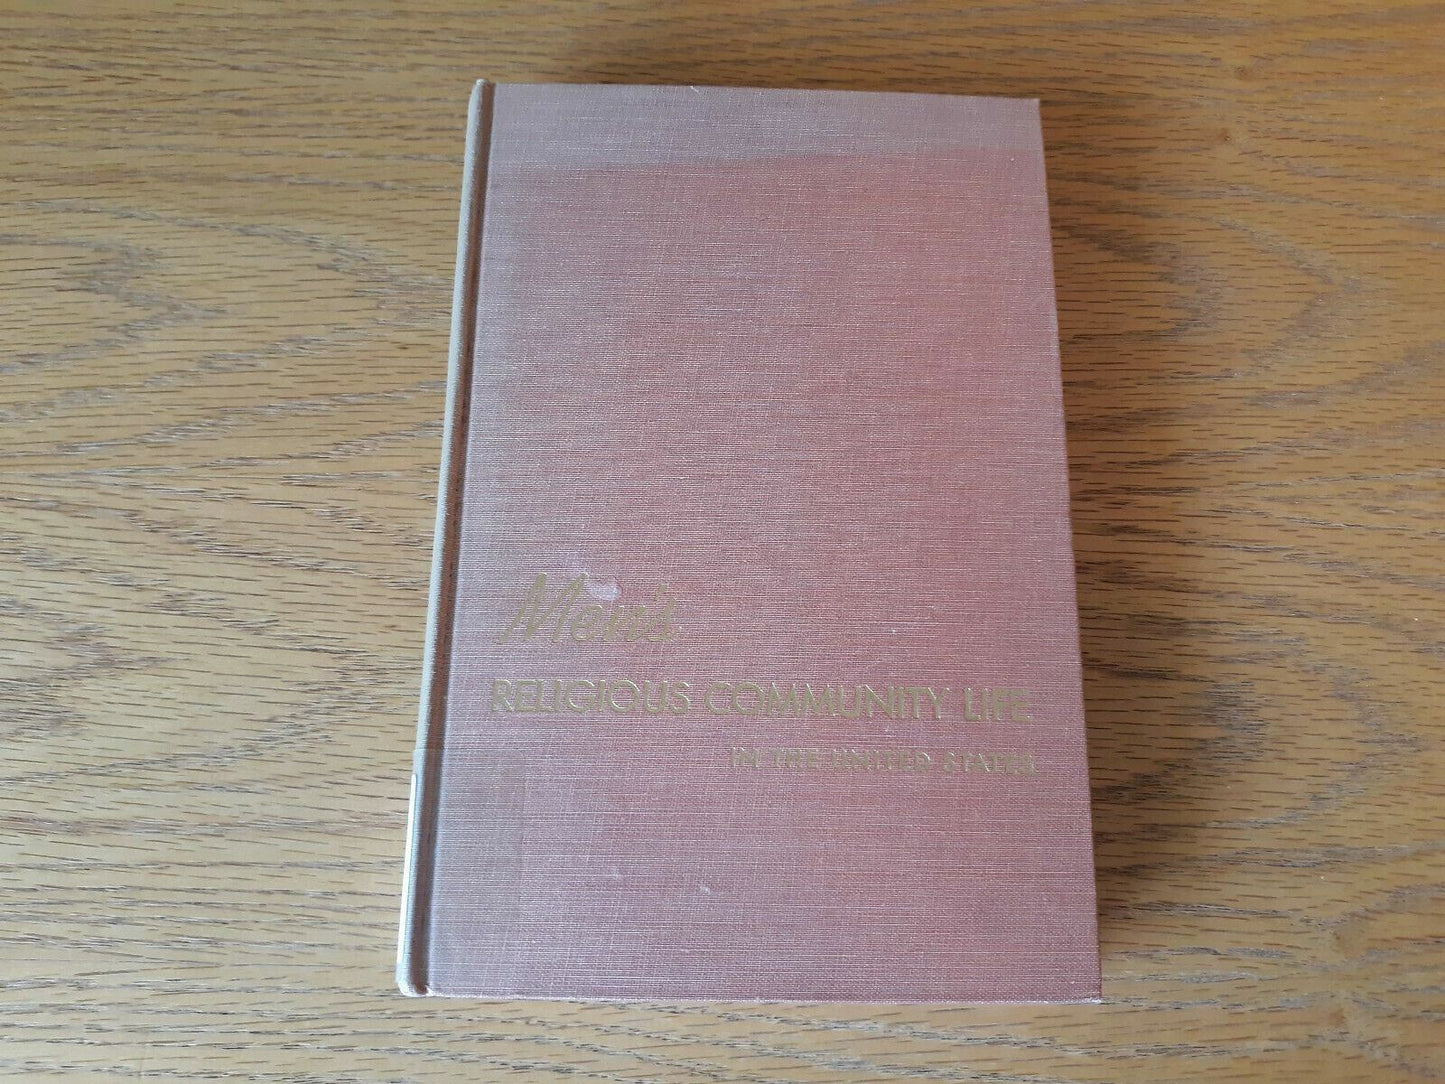 Men's
RELIGIOUS COMMUNITY LIFE
IN THE UNITED STATES